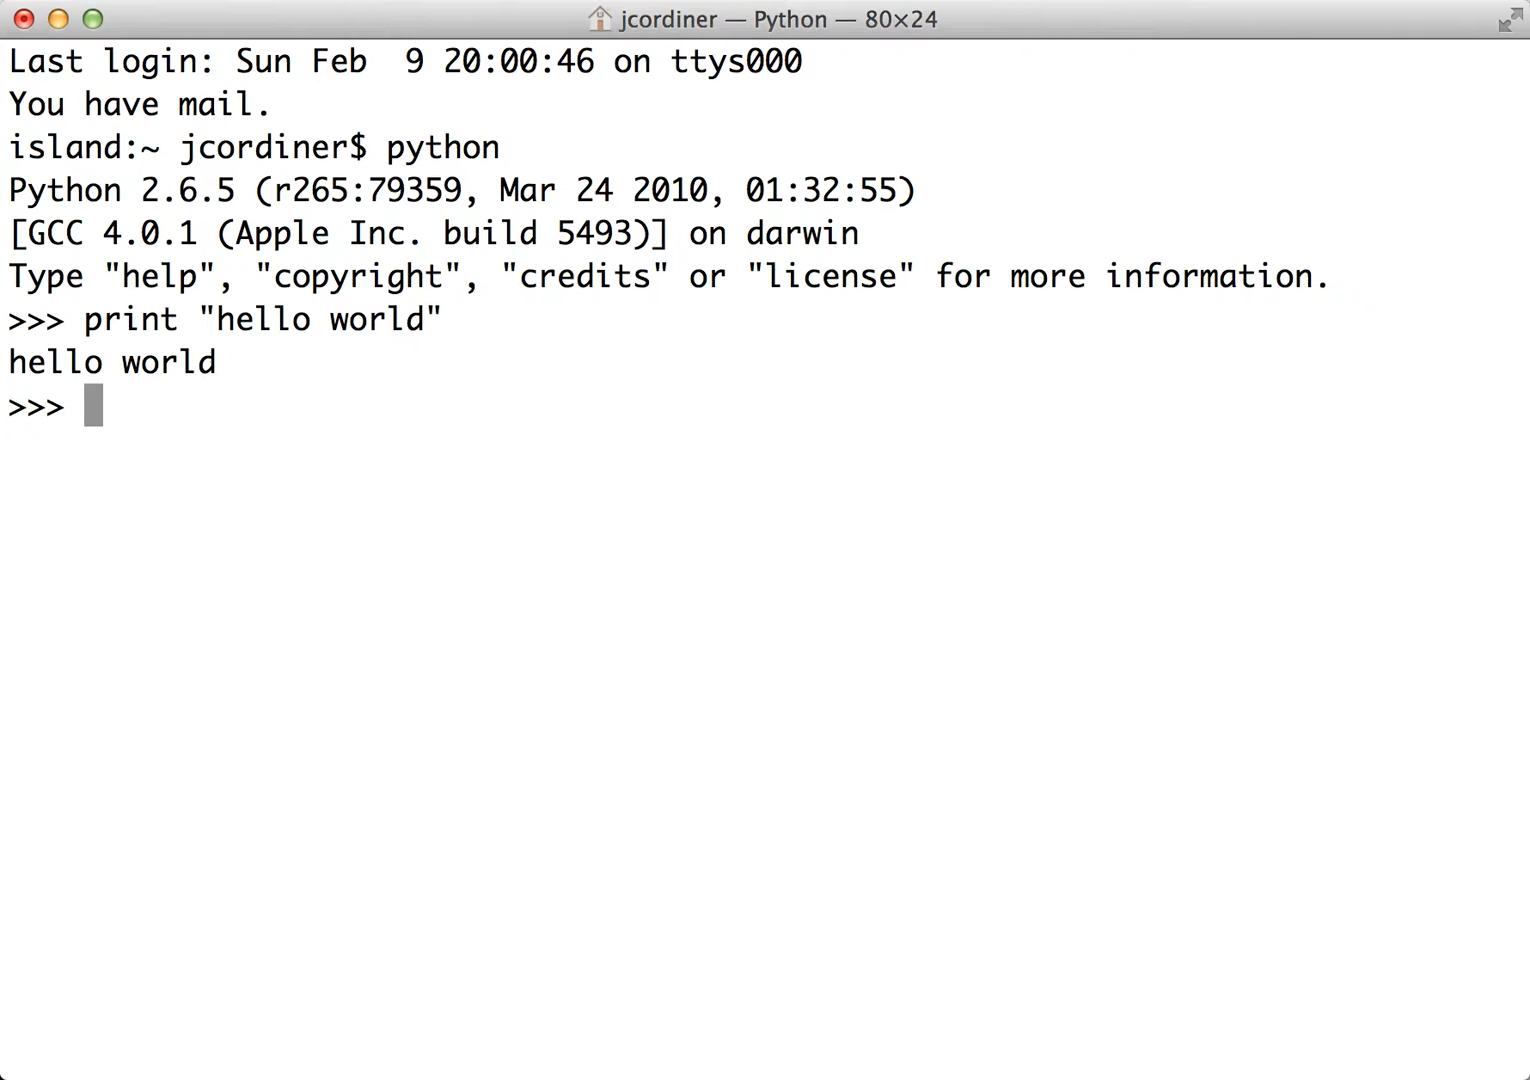 jcordiner — Python — 80×24
Last login: Sun Feb  9 20:00:46 on ttys000
You have mail.
island:~ jcordiner$ python
Python 2.6.5 (r265:79359, Mar 24 2010, 01:32:55)
[GCC 4.0.1 (Apple Inc. build 5493)] on darwin
Type "help", "copyright", "credits" or "license" for more information.
>>> print "hello world"
hello world
>>>